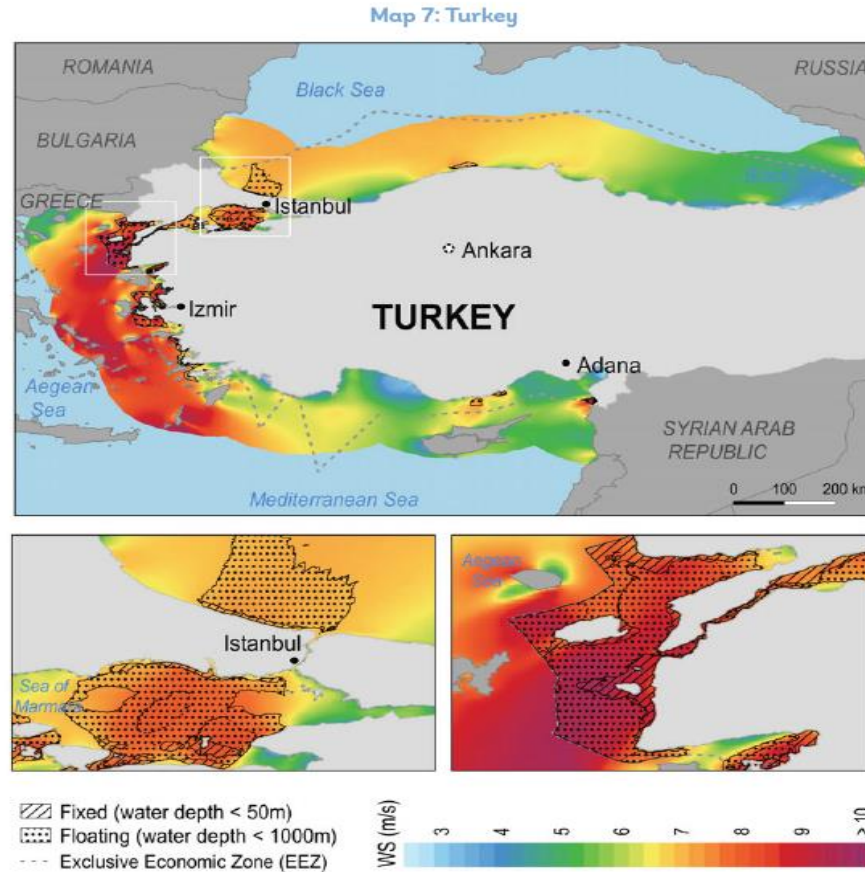 Map 7: Turkey
ROMANIA
RUSSIA
Black Sea
BULGARIA
GREECE
Istanbul
Ankara
Izmir
TURKEY
Adana
Aegean
Sea
SYRIAN ARAB
REPUBLIC
Mediterranean Sea
0 100 200 km
Istanbul
Sea of
Marmara
Aegean
Sea
Fixed (water depth < 50m)
Floating (water depth < 1000m)
Exclusive Economic Zone (EEZ)
WS (m/s)
3 4 5 6 7 8 9 ≥10